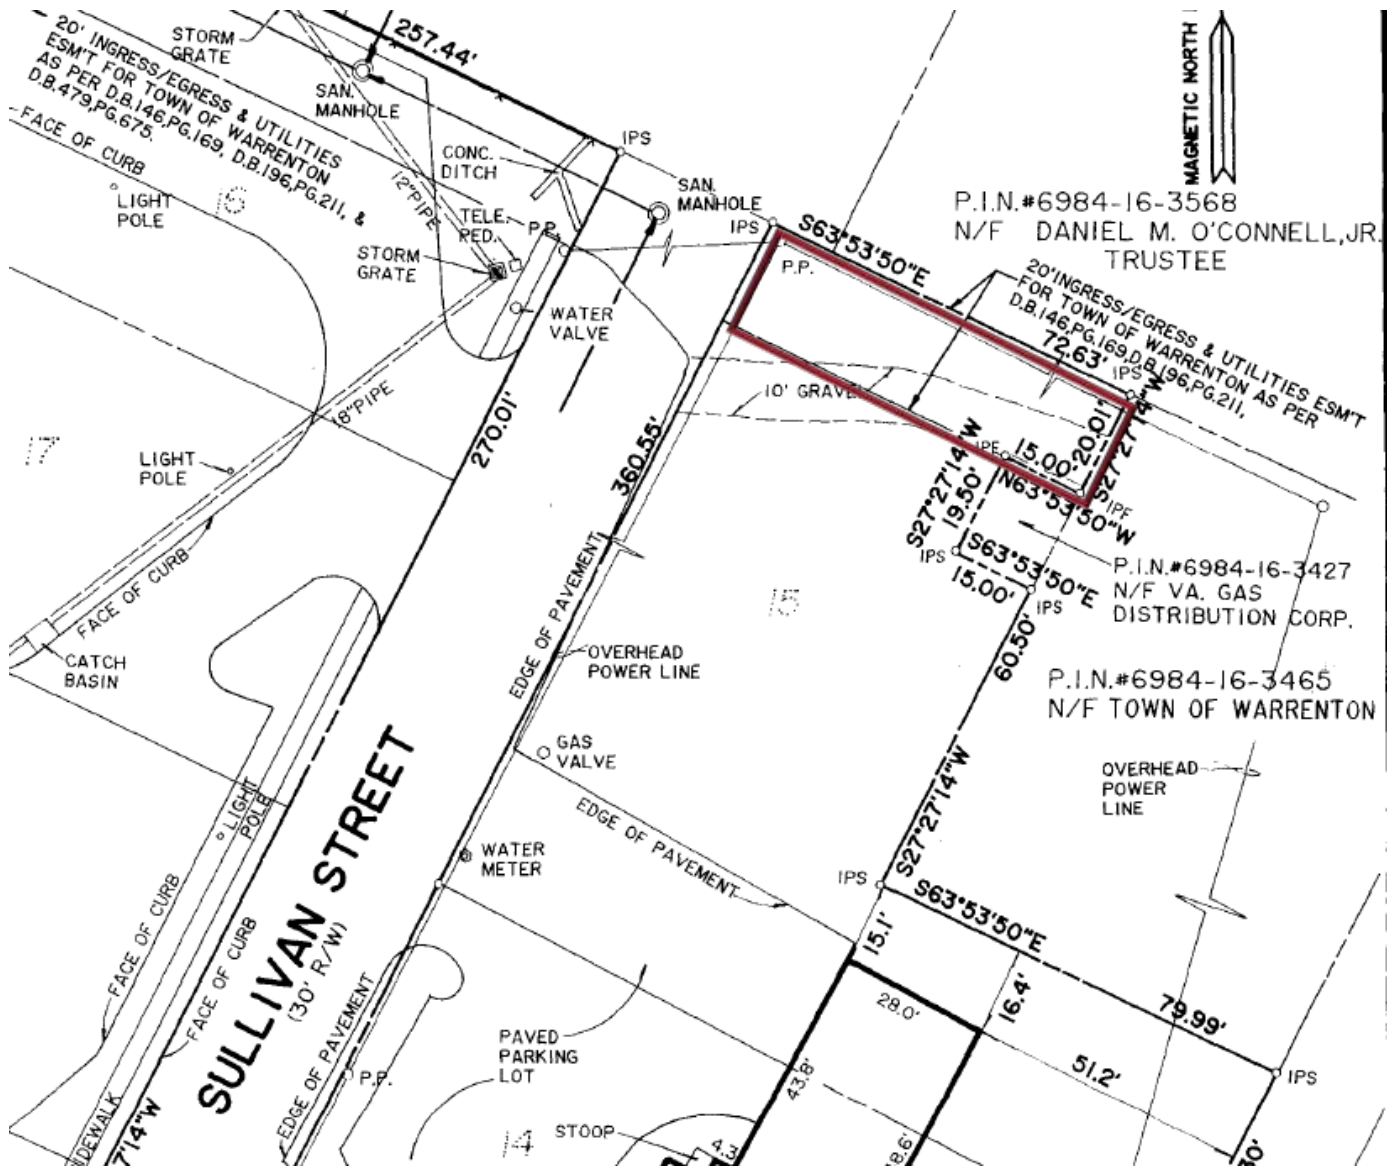 257.44'
STORM
GRATE
20' INGRESS/EGRESS & UTILITIES
ESM'T FOR TOWN OF WARRENTON
AS PER D.B.146,PG.169, D.B.196,PG.211, &
D.B.479,PG.675.
FACE OF CURB
SAN.
MANHOLE
MAGNETIC NORTH
IPS
CONC.
DITCH
12"PIPE
LIGHT
POLE
16
TELE.
PED.
P.P.
SAN.
MANHOLE
IPS
STORM
GRATE
WATER
VALVE
S63°53'50"E
P.P.
P.I.N.#6984-16-3568
N/F DANIEL M. O'CONNELL,JR.
TRUSTEE
20'INGRESS/EGRESS & UTILITIES ESM'T
FOR TOWN OF WARRENTON AS PER
D.B.146,PG.169,D.B.196,PG.211,
72.63'
IPS
S27°27'14"W
20.01'
10' GRAVEL
18"PIPE
270.01'
360.55'
17
LIGHT
POLE
IPF
15.00'
N63°53'50"W
IPF
S27°27'14"W
19.50'
IPS
S63°53'50"E
15.00'
IPS
P.I.N.#6984-16-3427
N/F VA. GAS
DISTRIBUTION CORP.
FACE OF CURB
EDGE OF PAVEMENT
15
60.50'
CATCH
BASIN
OVERHEAD
POWER LINE
P.I.N.#6984-16-3465
N/F TOWN OF WARRENTON
GAS
VALVE
OVERHEAD
POWER
LINE
LIGHT
POLE
SULLIVAN STREET
(30' R/W)
EDGE OF PAVEMENT
S27°27'14"W
WATER
METER
IPS
S63°53'50"E
15.1'
FACE OF CURB
FACE OF CURB
EDGE OF PAVEMENT
28.0'
16.4'
79.99'
PAVED
PARKING
LOT
P.P.
43.8'
51.2'
IPS
14
STOOP
4.3
8.6'
30'
IDEWALK
7'14"W